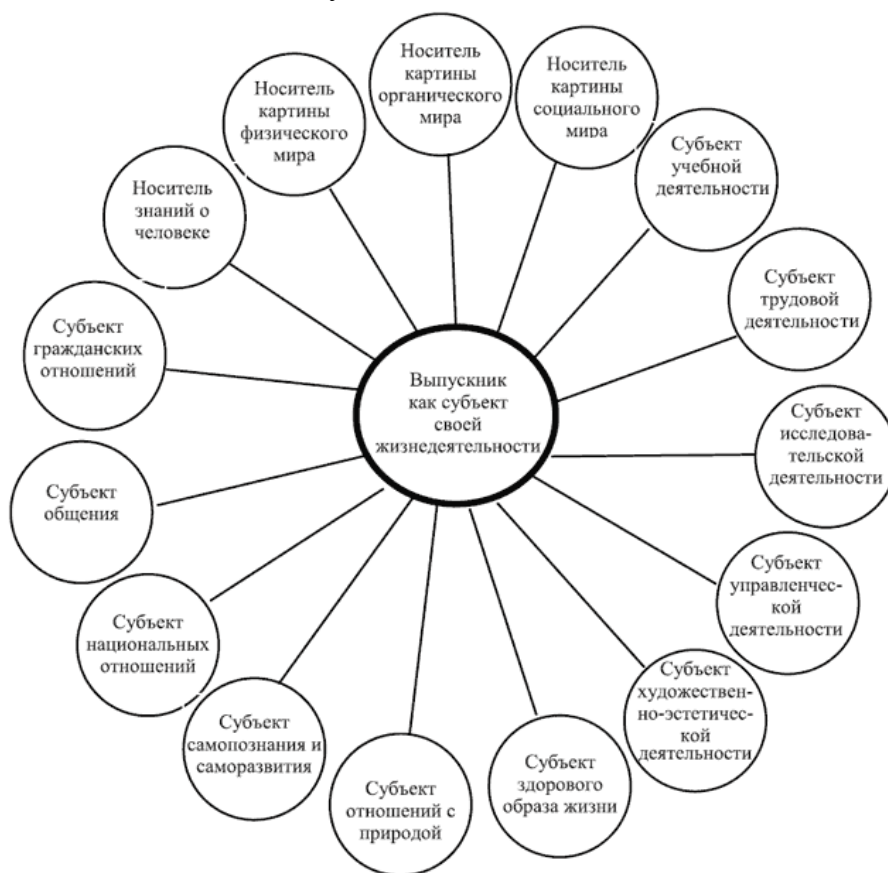 Носитель
картины
органического
мира
Носитель
картины
социального
мира
Субъект
учебной
деятельности
Субъект
трудовой
деятельности
Субъект
исследова-
тельской
деятельности
Субъект
управленчес-
кой
деятельности
Субъект
художествен-
но-эстетичес-
кой
деятельности
Субъект
здорового
образа жизни
Субъект
отношений с
природой
Субъект
самопознания и
саморазвития
Субъект
национальных
отношений
Субъект
общения
Субъект
гражданских
отношений
Носитель
знаний о
человеке
Носитель
картины
физического
мира
Выпускник
как субъект
своей
жизнедеятельности